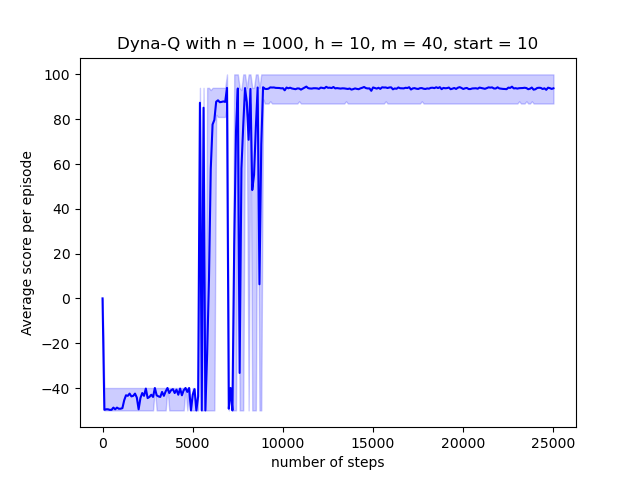 Dyna-Q with n = 1000, h = 10, m = 40, start = 10
Average score per episode
100
80
60
40
20
0
−20
−40
0 5000 10000 15000 20000 25000
number of steps